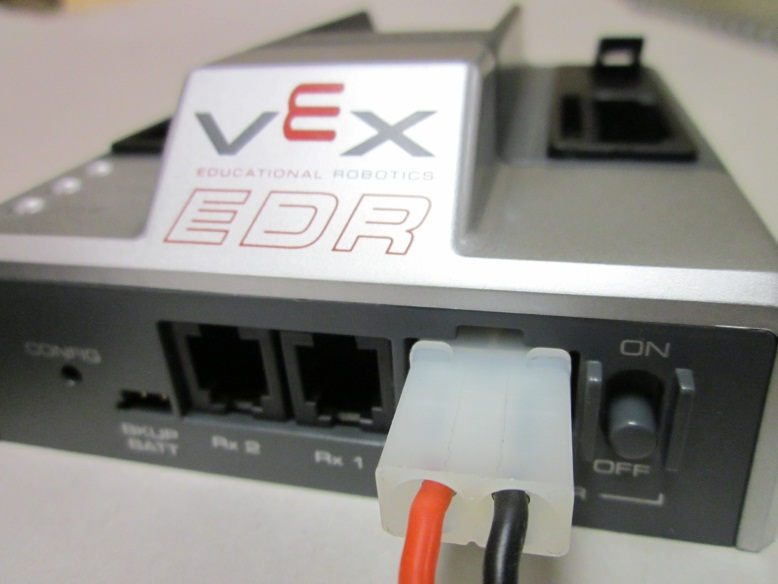 VEX
EDUCATIONAL ROBOTICS
EDR
ON
CONFIG
BKUP
BATT
Rx 2
Rx 1
OFF